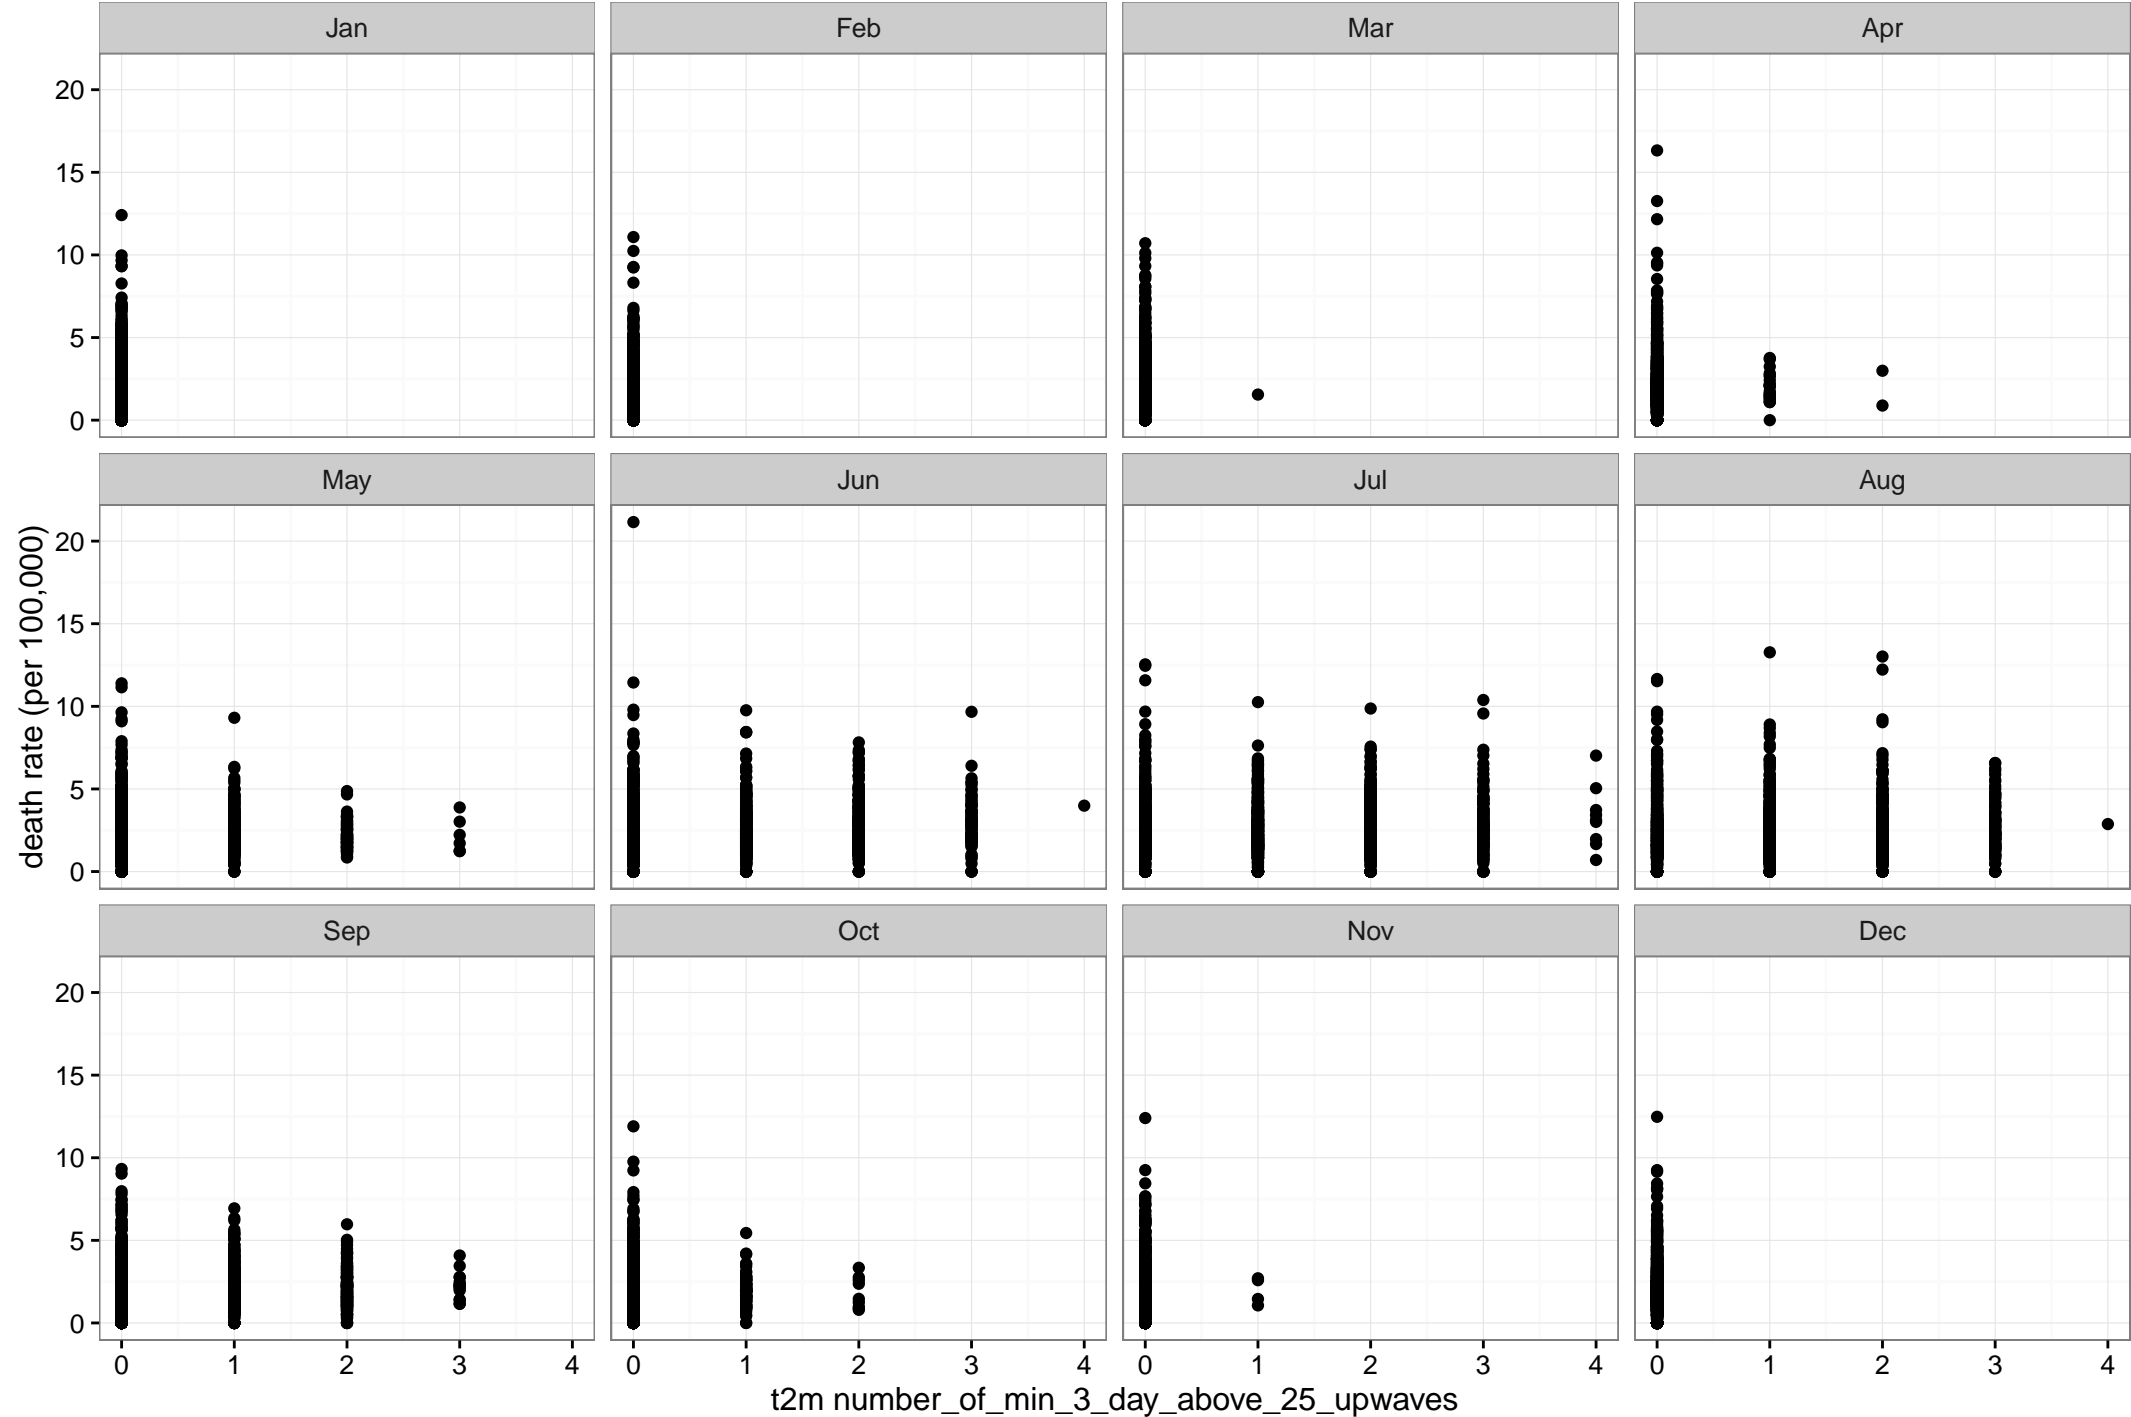 Jan Feb Mar Apr
20
15
10
5
0
May Jun Jul Aug
20
15
10
5
0
death rate (per 100,000)
Sep Oct Nov Dec
20
15
10
5
0
0 1 2 3 4 0 1 2 3 4 0 1 2 3 4 0 1 2 3 4
t2m number_of_min_3_day_above_25_upwaves